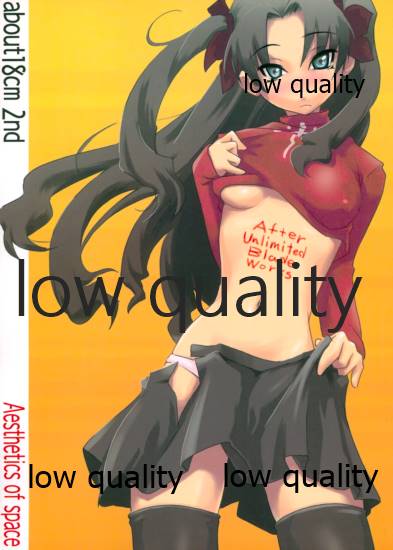 about18cm 2nd
low quality
After
Unlimited
Blade
Works
low quality
Aesthetics of space
low quality
low quality